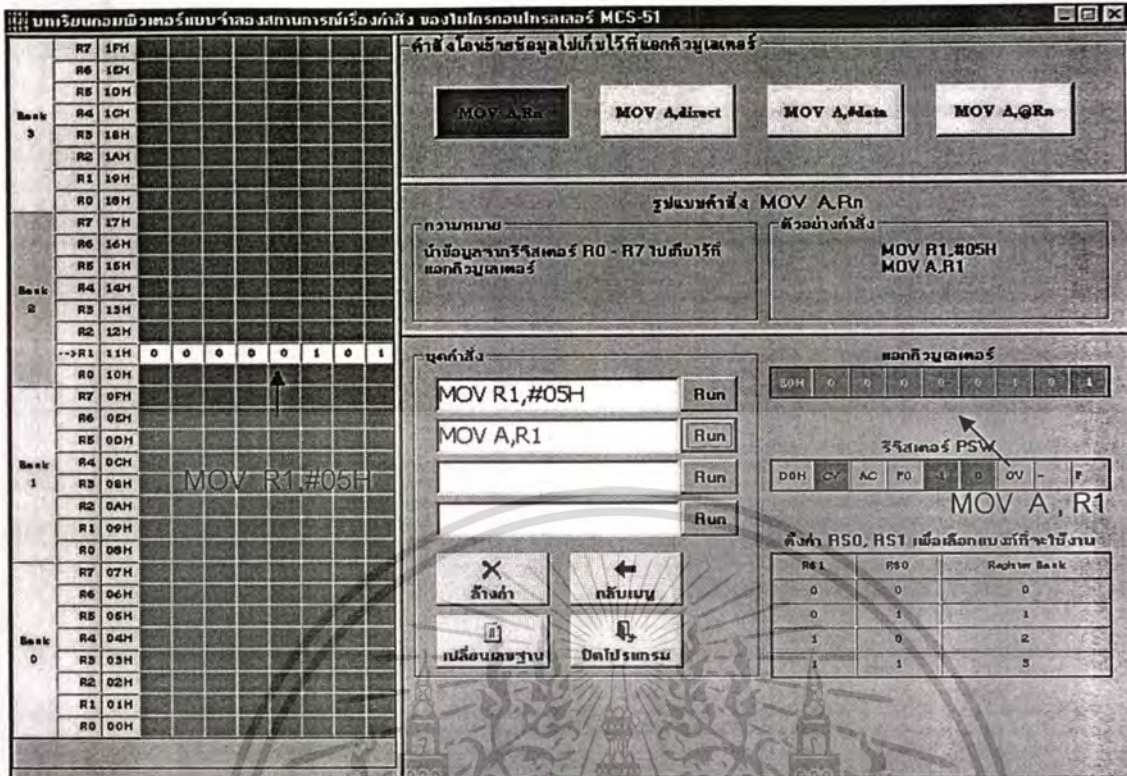 บทเรียนคอมพิวเตอร์แบบจำลองสถานการณ์เรื่องคำสั่ง ของไมโครคอนโทรลเลอร์ MCS-51
Bank 3
R7 1FH
R6 1EH
R5 1DH
R4 1CH
R3 1BH
R2 1AH
R1 19H
R0 18H
Bank 2
R7 17H
R6 16H
R5 15H
R4 14H
R3 13H
R2 12H
-->R1 11H 0 0 0 0 0 1 0 1
R0 10H
Bank 1
R7 0FH
R6 0EH
R5 0DH
R4 0CH
R3 0BH
R2 0AH
R1 09H
R0 08H
MOV R1,#05H
Bank 0
R7 07H
R6 06H
R5 05H
R4 04H
R3 03H
R2 02H
R1 01H
R0 00H
คำสั่งโอนย้ายข้อมูลไปเก็บไว้ที่แอกคิวมูเลเตอร์
MOV A,Rn MOV A,direct MOV A,#data MOV A,@Rn
รูปแบบคำสั่ง MOV A,Rn
ความหมาย
นำข้อมูลจากรีจิสเตอร์ R0 - R7 ไปเก็บไว้ที่
แอกคิวมูเลเตอร์
ตัวอย่างคำสั่ง
MOV R1,#05H
MOV A,R1
ชุดคำสั่ง
MOV R1,#05H Run
MOV A,R1 Run
Run
Run
ล้างค่า กลับเมนู
เปลี่ยนเลขฐาน ปิดโปรแกรม
แอกคิวมูเลเตอร์
E0H 0 0 0 0 0 1 0 1
รีจิสเตอร์ PSW
D0H CY AC F0 1 0 OV - P
MOV A , R1
ตั้งค่า RS0, RS1 เพื่อเลือกแบงก์ที่จะใช้งาน
RS1 RS0 Register Bank
0 0 0
0 1 1
1 0 2
1 1 3